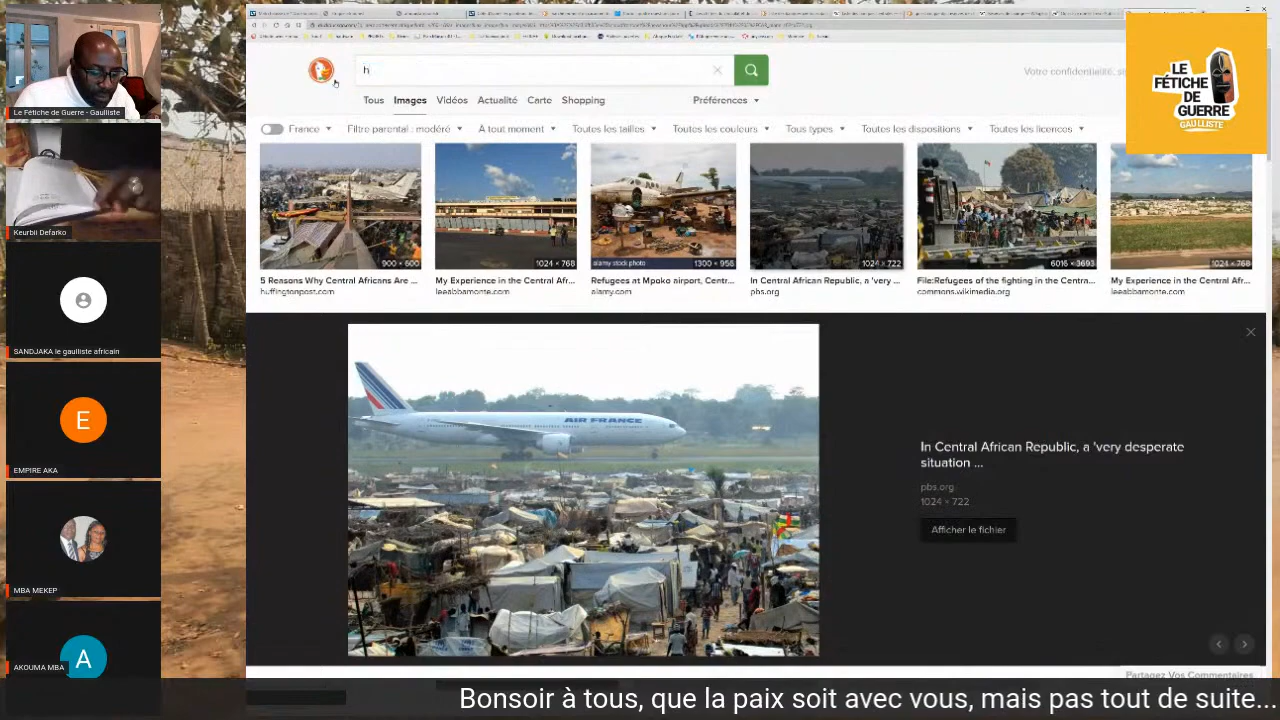 Le Fétiche de Guerre - Gaulliste
Keurbii Defarko
SANDJAKA le gaulliste africain
E
EMPIRE AKA
MBA MEKEP
A
AKOUMA MBA
h
Votre confidentialité,
Tous Images Vidéos Actualité Carte Shopping Préférences
France Filtre parental : modéré À tout moment Toutes les tailles Toutes les couleurs Tous types Toutes les dispositions Toutes les licences
900 × 600
1024 × 768
alamy stock photo
1300 × 956
1024 × 722
6016 × 3693
1024 × 768
5 Reasons Why Central Africans Are ...
huffingtonpost.com
My Experience in the Central Afr...
leeabbamonte.com
Refugees at Mpoko airport, Centr...
alamy.com
In Central African Republic, a 'very ...
pbs.org
File:Refugees of the fighting in the Centra...
commons.wikimedia.org
My Experience in the Central Afr...
leeabbamonte.com
LE
FÉTICHE
DE
GUERRE
GAULLISTE
AIR FRANCE
In Central African Republic, a 'very desperate
situation ...
pbs.org
1024 × 722
Afficher le fichier
Partagez Vos Commentaires
Bonsoir à tous, que la paix soit avec vous, mais pas tout de suite...